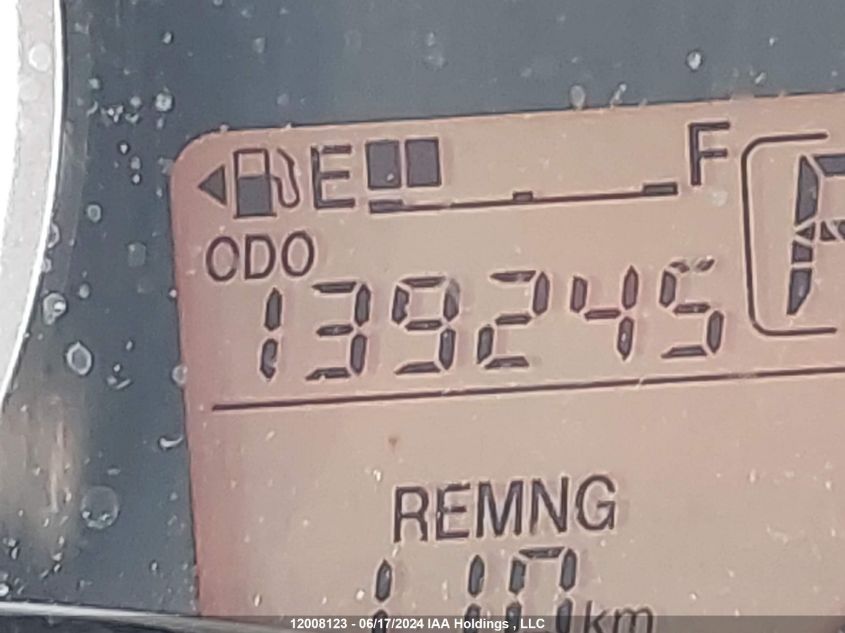 E F
ODO
139245
REMNG
km
12008123 - 06/17/2024 IAA Holdings , LLC